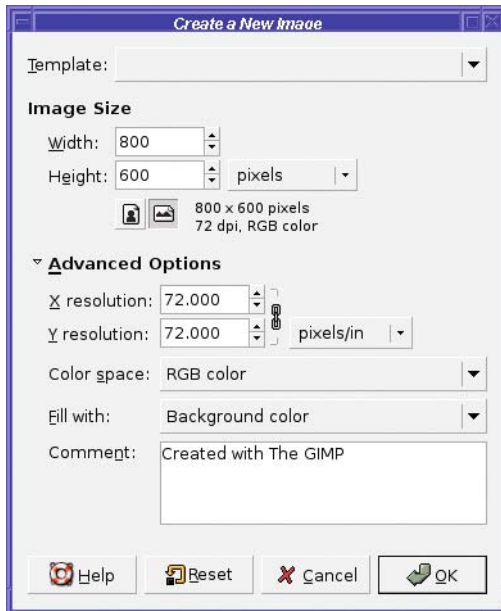 Create a New Image
Template:
Image Size
Width: 800
Height: 600 pixels
800 x 600 pixels
72 dpi, RGB color
Advanced Options
X resolution: 72.000
Y resolution: 72.000 pixels/in
Color space: RGB color
Fill with: Background color
Comment: Created with The GIMP
Help Reset Cancel OK